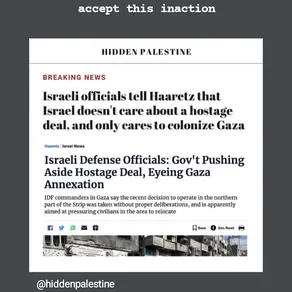 accept this inaction
HIDDEN PALESTINE
BREAKING NEWS
Israeli officials tell Haaretz that
Israel doesn't care about a hostage
deal, and only cares to colonize Gaza
Haaretz | Israel News
Israeli Defense Officials: Gov't Pushing
Aside Hostage Deal, Eyeing Gaza
Annexation
IDF commanders in Gaza say the recent decision to operate in the northern
part of the Strip was taken without proper deliberations, and is apparently
aimed at pressuring civilians in the area to relocate
Save Zen Read
@hiddenpalestine